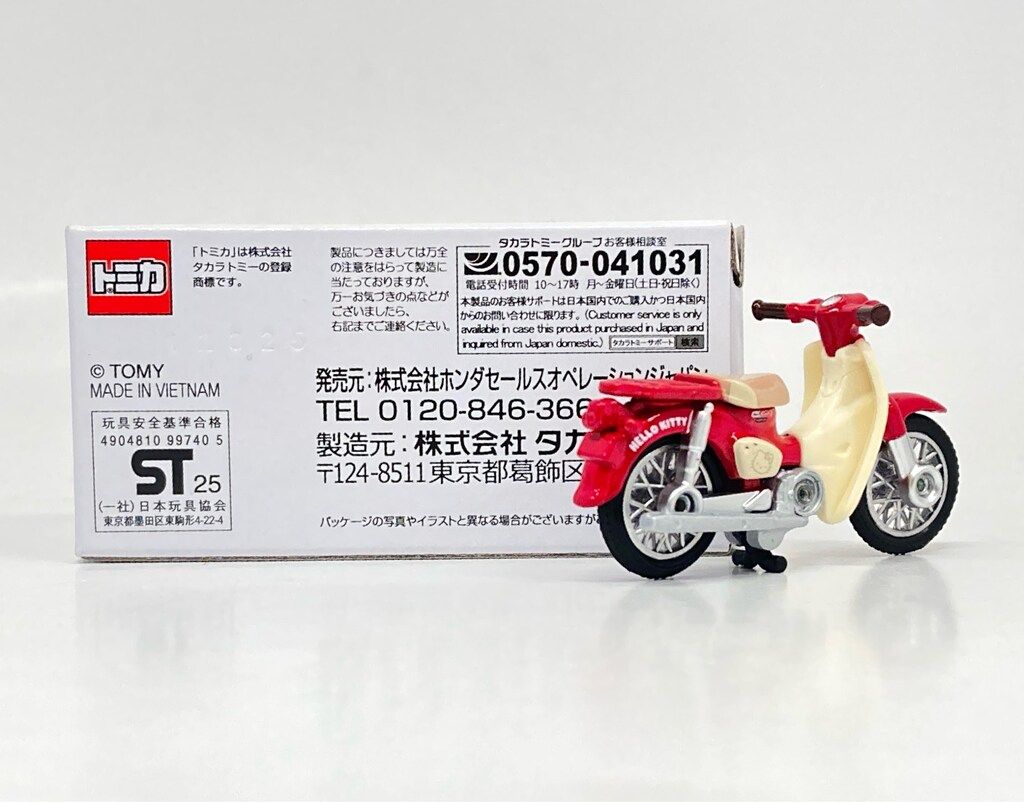 トミカ
「トミカ」は株式会社
タカラトミーの登録
商標です。
製品につきましては万全
の注意をはらって製造に
当たっておりますが、
万一お気づきの点などが
ございましたら、
右記までご連絡ください。
タカラトミーグループお客様相談室
0570-041031
電話受付時間 10〜17時 月〜金曜日(土日・祝日除く)
本製品のお客様サポートは日本国内でのご購入かつ日本国内
からのお問い合わせに限ります。(Customer service is only
available in case this product purchased in Japan and
inquired from Japan domestic.) タカラトミーサポート 検索
© TOMY
MADE IN VIETNAM
玩具安全基準合格
4904810 99740 5
ST 25
(一社)日本玩具協会
東京都墨田区東駒形4-22-4
発売元:株式会社ホンダセールスオペレーションジャパン
TEL 0120-846-366
製造元:株式会社 タカ
〒124-8511 東京都葛飾区
パッケージの写真やイラストと異なる場合がございますが
HELLO KITTY